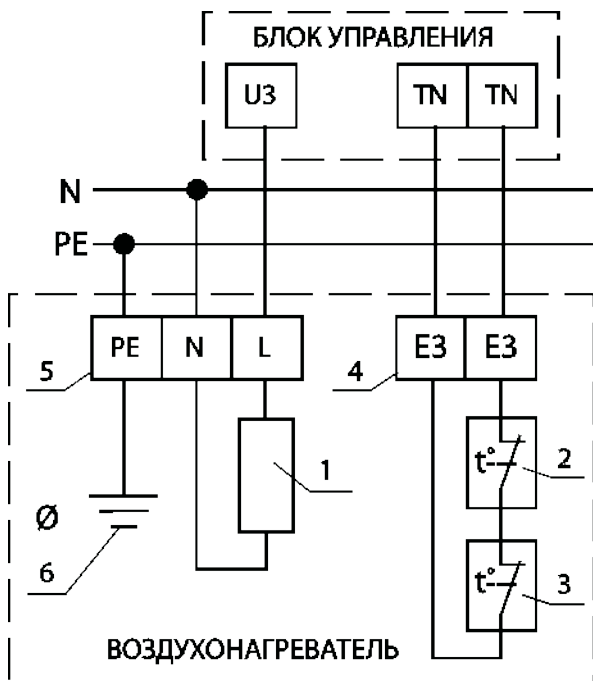 БЛОК УПРАВЛЕНИЯ
U3 TN TN
N
PE
PE N L E3 E3
5 4
1 2
t°
Ø
6
t° 3
ВОЗДУХОНАГРЕВАТЕЛЬ